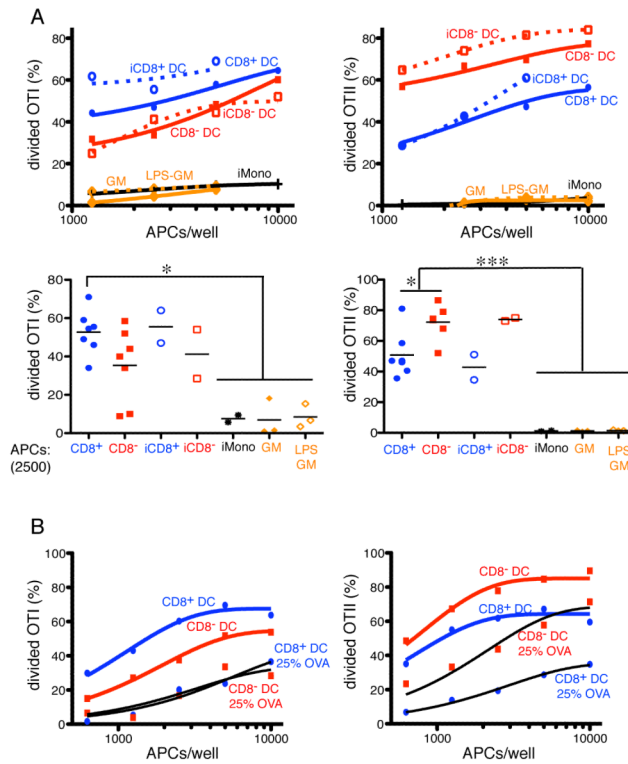 A
divided OTI (%)
80
60
40
20
0
iCD8+ DC
CD8+ DC
iCD8- DC
CD8- DC
GM
LPS-GM
iMono
1000
10000
APCs/well
divided OTII (%)
80
60
40
20
0
iCD8- DC
CD8- DC
iCD8+ DC
CD8+ DC
LPS-GM
iMono
GM
1000
10000
APCs/well
divided OTI (%)
80
60
40
20
0
*
APCs:
(2500)
CD8+
CD8-
iCD8+
iCD8-
iMono
GM
LPS
GM
divided OTII (%)
100
80
60
40
20
0
*
***
CD8+
CD8-
iCD8+
iCD8-
iMono
GM
LPS
GM
B
divided OTI (%)
100
80
60
40
20
0
CD8+ DC
CD8- DC
CD8+ DC
25% OVA
CD8- DC
25% OVA
1000
10000
APCs/well
divided OTII (%)
100
80
60
40
20
0
CD8- DC
CD8+ DC
CD8- DC
25% OVA
CD8+ DC
25% OVA
1000
10000
APCs/well